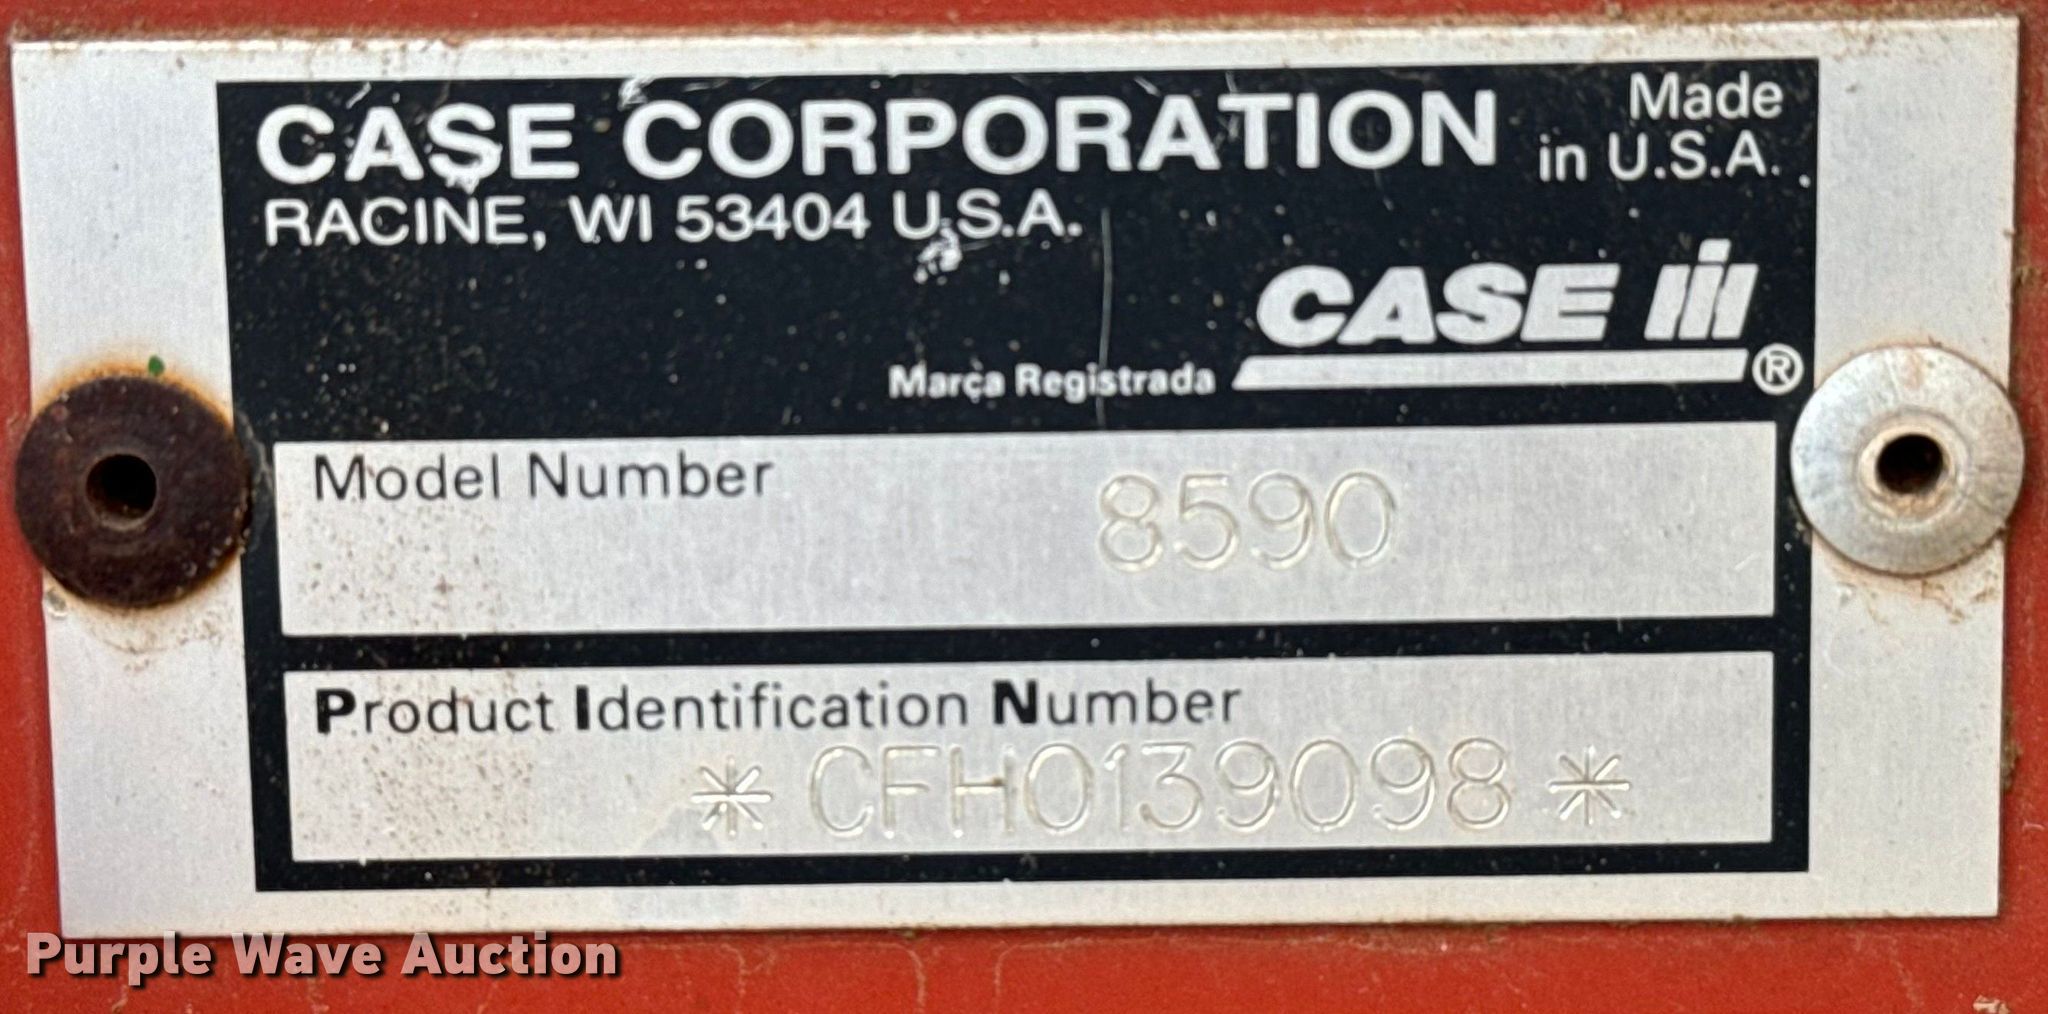 CASE CORPORATION
Made
in U.S.A.
RACINE, WI 53404 U.S.A.
CASE IH
Marca Registrada ®
Model Number
8590
Product Identification Number
*CFH0139098*
Purple Wave Auction